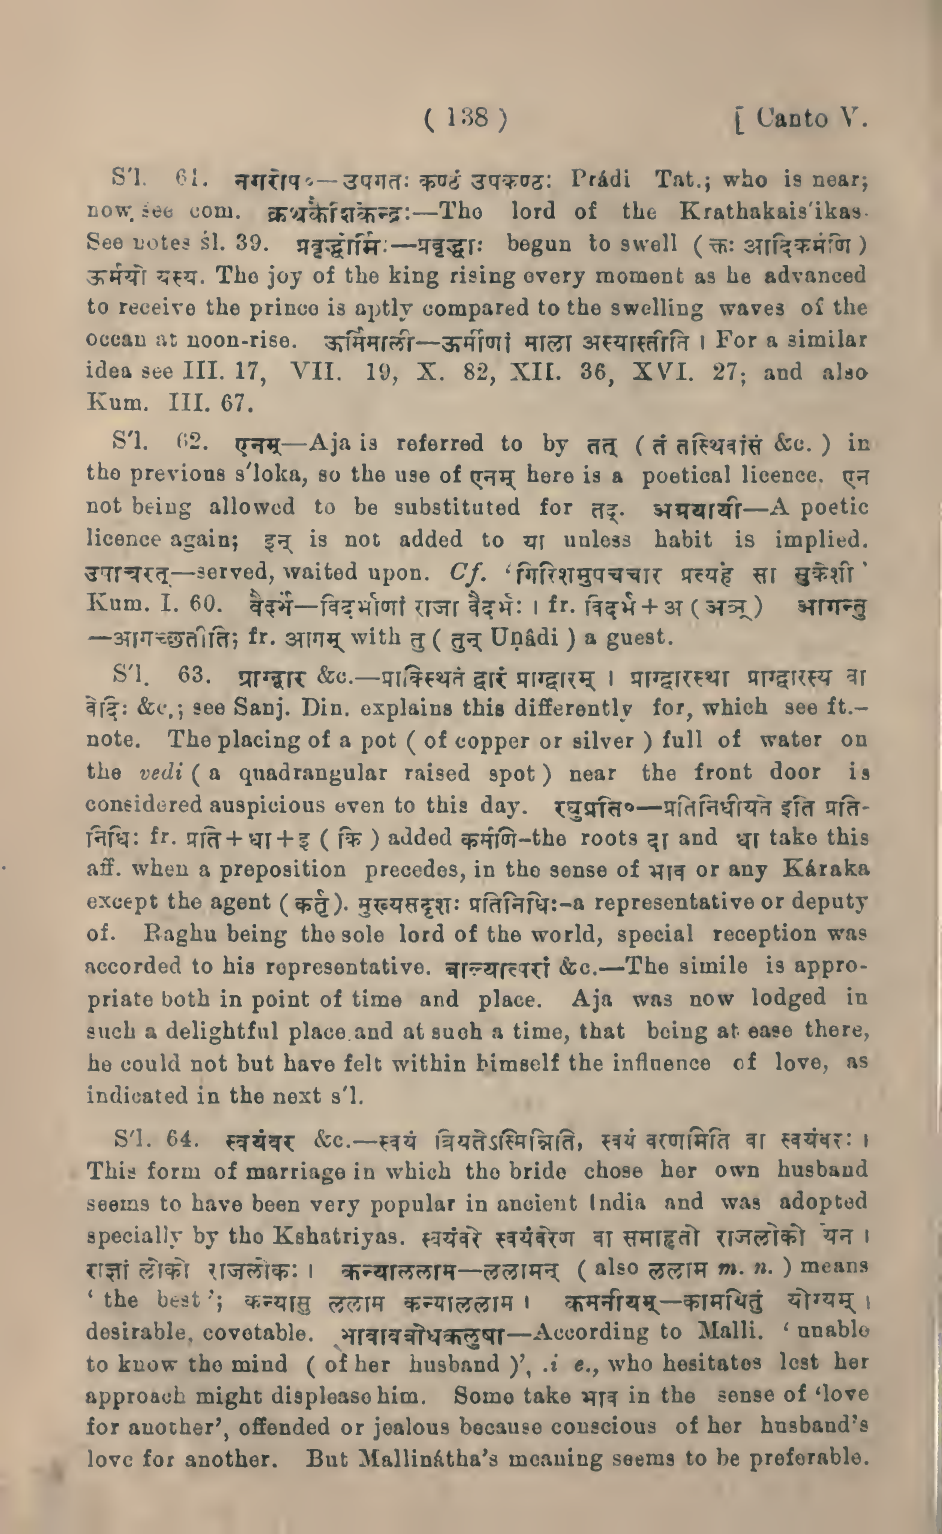 ( 138 ) [ Canto V.
S'l. 61. नगरोप०—उपगतः कण्ठं उपकण्ठः Prádi Tat.; who is near;
now see com. क्रथकैशिकेन्द्रः—The lord of the Krathakais'ikas.
See notes śl. 39. प्रवृद्धोर्मिः—प्रवृद्धाः begun to swell ( क्तः आदिकर्मणि )
ऊर्मयो यस्य. The joy of the king rising every moment as he advanced
to receive the prince is aptly compared to the swelling waves of the
ocean at moon-rise. ऊर्मिमाली—ऊर्मीणां माला अस्यास्तीति । For a similar
idea see III. 17, VII. 19, X. 82, XII. 36, XVI. 27; and also
Kum. III. 67.
S'l. 62. एनम्—Aja is referred to by तत् ( तं तस्थिवांसं &c. ) in
the previous s'loka, so the use of एनम् here is a poetical licence. एन
not being allowed to be substituted for तद्. अग्रयायी—A poetic
licence again; इन् is not added to या unless habit is implied.
उपाचरत्—served, waited upon. Cf. 'गिरिशमुपचचार प्रत्यहं सा सुकेशी'
Kum. I. 60. वैदर्भ—विदर्भाणां राजा वैदर्भः । fr. विदर्भ+अ ( अञ् ) आगन्तु
—आगच्छतीति; fr. आगम् with तु ( तुन् Uṇâdi ) a guest.
S'l. 63. प्राग्द्वार &c.—प्राक्स्थितं द्वारं प्राग्द्वारम् । प्राग्द्वारस्था प्राग्द्वारस्य वा
वेदिः &c.; see Sanj. Din. explains this differently for, which see ft.-
note. The placing of a pot ( of copper or silver ) full of water on
the vedi ( a quadrangular raised spot ) near the front door is
considered auspicious even to this day. रघुप्रति०—प्रतिनिधीयते इति प्रति-
निधिः fr. प्रति+धा+इ ( कि ) added कर्मणि-the roots दा and धा take this
aff. when a preposition precedes, in the sense of भाव or any Káraka
except the agent ( कर्तृ ). मुख्यसदृशः प्रतिनिधिः-a representative or deputy
of. Raghu being the sole lord of the world, special reception was
accorded to his representative. बाल्यात्परां &c.—The simile is appro-
priate both in point of time and place. Aja was now lodged in
such a delightful place and at such a time, that being at ease there,
he could not but have felt within himself the influence of love, as
indicated in the next s'l.
S'l. 64. स्वयंवर &c.—स्वयं व्रियतेऽस्मिन्निति, स्वयं वरणमिति वा स्वयंवरः ।
This form of marriage in which the bride chose her own husband
seems to have been very popular in ancient India and was adopted
specially by the Kshatriyas. स्वयंवरे स्वयंवरेण वा समाहृतो राजलोको येन ।
राज्ञां लोको राजलोकः । कन्याललाम—ललामन् ( also ललाम m. n. ) means
' the best '; कन्यासु ललाम कन्याललाम । कमनीयम्—कामयितुं योग्यम् ।
desirable, covetable. भावावबोधकलुषा—According to Malli. ' unable
to know the mind ( of her husband )', .i e., who hesitates lest her
approach might displease him. Some take भाव in the sense of 'love
for another', offended or jealous because conscious of her husband's
love for another. But Mallinátha's meaning seems to be preferable.